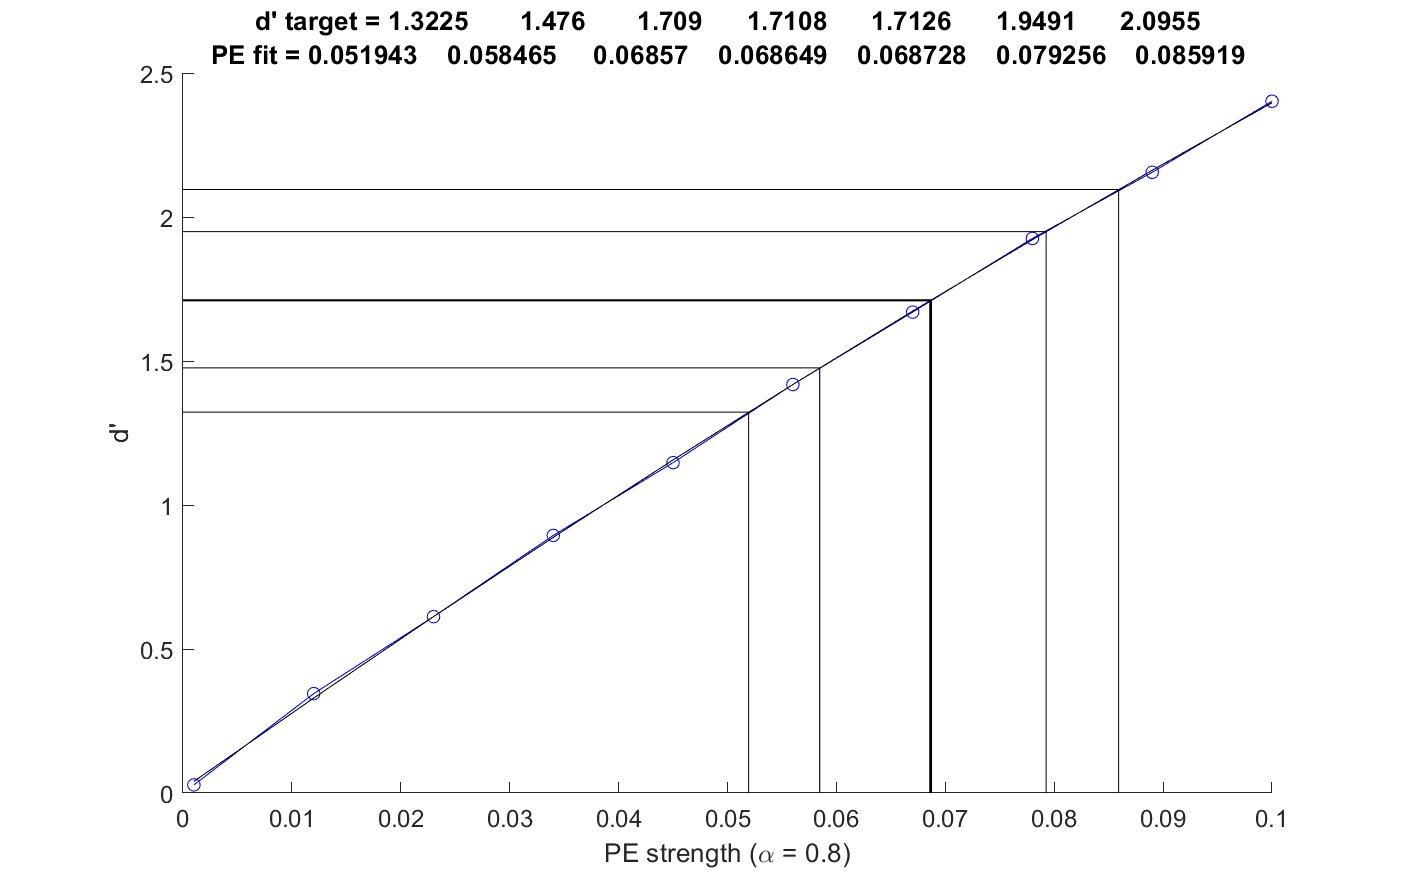 d' target = 1.3225 1.476 1.709 1.7108 1.7126 1.9491 2.0955
PE fit = 0.051943 0.058465 0.06857 0.068649 0.068728 0.079256 0.085919
2.5
2
1.5
1
0.5
0
d'
0 0.01 0.02 0.03 0.04 0.05 0.06 0.07 0.08 0.09 0.1
PE strength (α = 0.8)